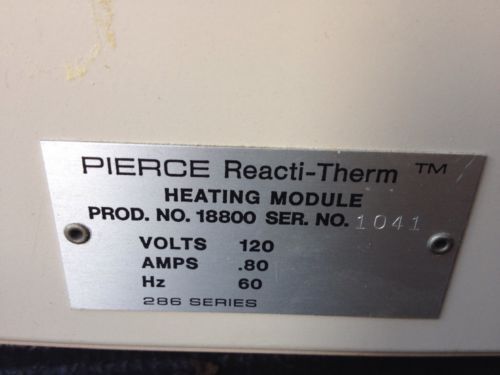 PIERCE Reacti-Therm ™
HEATING MODULE
PROD. NO. 18800 SER. NO. 1041
VOLTS 120
AMPS .80
Hz 60
286 SERIES